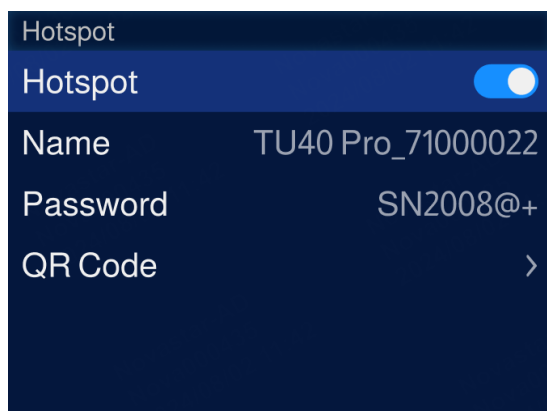 Hotspot
Hotspot
Name TU40 Pro_71000022
Password SN2008@+
QR Code >